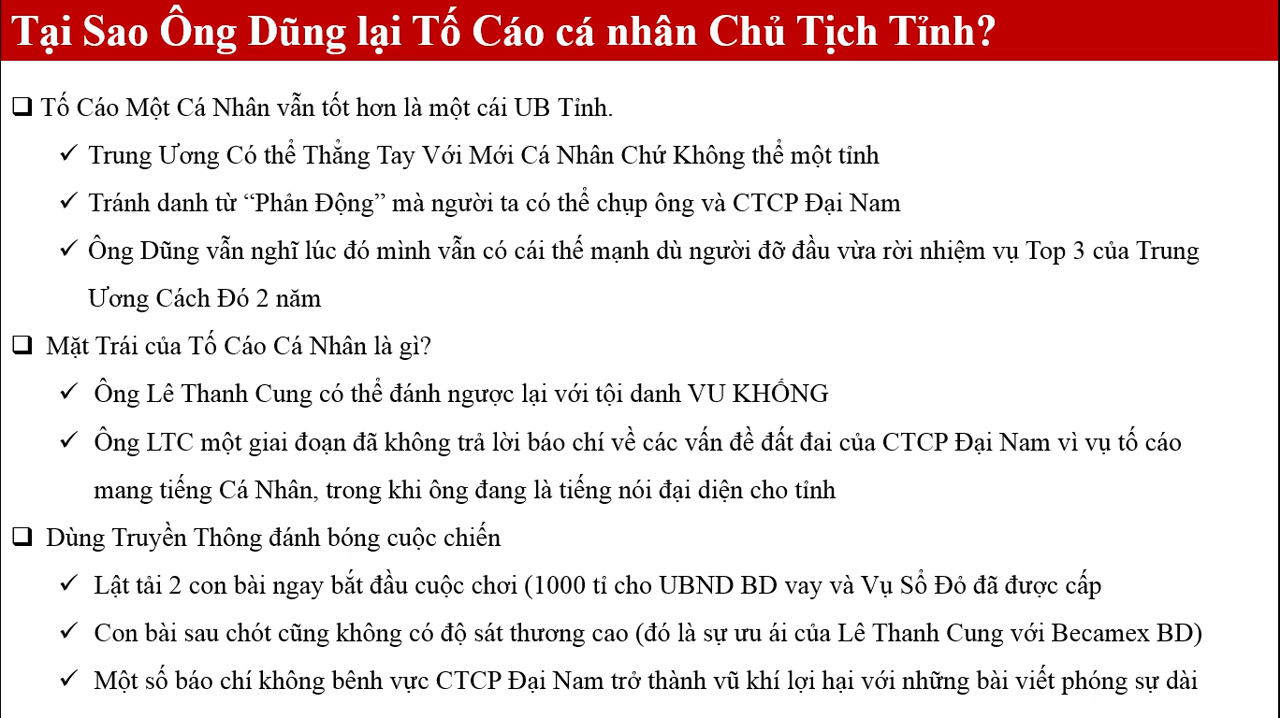 Tại Sao Ông Dũng lại Tố Cáo cá nhân Chủ Tịch Tỉnh?
❑ Tố Cáo Một Cá Nhân vẫn tốt hơn là một cái UB Tỉnh.
✓ Trung Ương Có thể Thẳng Tay Với Mới Cá Nhân Chứ Không thể một tỉnh
✓ Tránh danh từ “Phản Động” mà người ta có thể chụp ông và CTCP Đại Nam
✓ Ông Dũng vẫn nghĩ lúc đó mình vẫn có cái thế mạnh dù người đỡ đầu vừa rời nhiệm vụ Top 3 của Trung
Ương Cách Đó 2 năm
❑ Mặt Trái của Tố Cáo Cá Nhân là gì?
✓ Ông Lê Thanh Cung có thể đánh ngược lại với tội danh VU KHỐNG
✓ Ông LTC một giai đoạn đã không trả lời báo chí về các vấn đề đất đai của CTCP Đại Nam vì vụ tố cáo
mang tiếng Cá Nhân, trong khi ông đang là tiếng nói đại diện cho tỉnh
❑ Dùng Truyền Thông đánh bóng cuộc chiến
✓ Lật tải 2 con bài ngay bắt đầu cuộc chơi (1000 tỉ cho UBND BD vay và Vụ Sổ Đỏ đã được cấp
✓ Con bài sau chót cũng không có độ sát thương cao (đó là sự ưu ái của Lê Thanh Cung với Becamex BD)
✓ Một số báo chí không bênh vực CTCP Đại Nam trở thành vũ khí lợi hại với những bài viết phóng sự dài